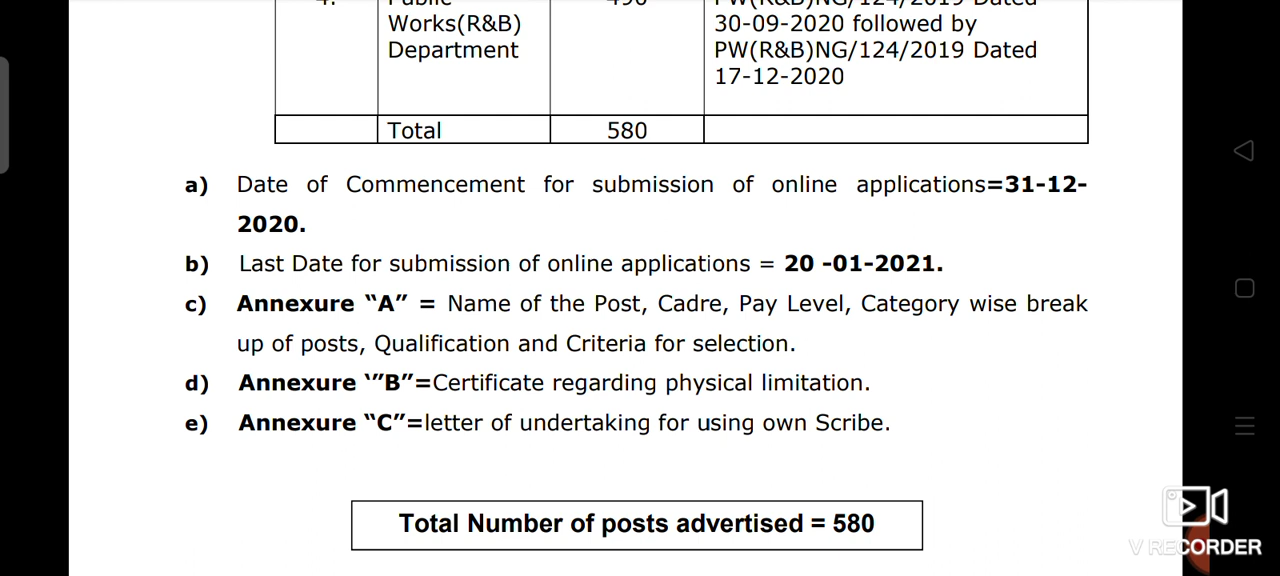 Works(R&B)
Department
30-09-2020 followed by
PW(R&B)NG/124/2019 Dated
17-12-2020
Total 580
a) Date of Commencement for submission of online applications=31-12-
2020.
b) Last Date for submission of online applications = 20 -01-2021.
c) Annexure “A” = Name of the Post, Cadre, Pay Level, Category wise break
up of posts, Qualification and Criteria for selection.
d) Annexure ‘”B”=Certificate regarding physical limitation.
e) Annexure “C”=letter of undertaking for using own Scribe.
Total Number of posts advertised = 580
V RECORDER